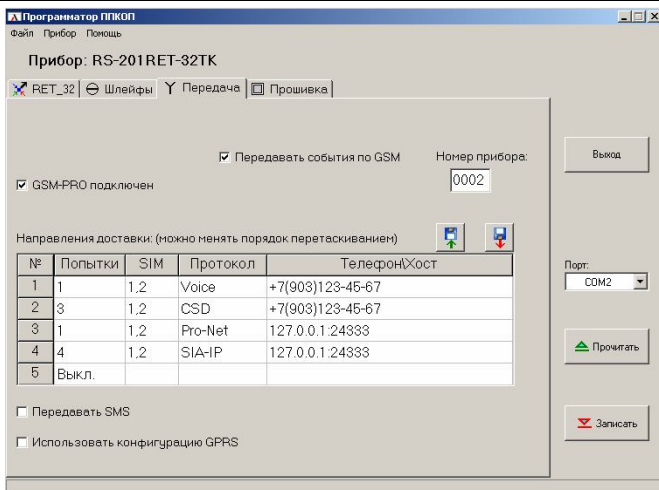 Программатор ППКОП
Файл Прибор Помощь
Прибор: RS-201RET-32TK
RET_32 Шлейфы Передача Прошивка
Передавать события по GSM
Номер прибора:
Выход
GSM-PRO подключен
0002
Направления доставки: (можно менять порядок перетаскиванием)
Порт:
COM2
№ Попытки SIM Протокол Телефон\Хост
1 1 1,2 Voice +7(903)123-45-67
2 3 1,2 CSD +7(903)123-45-67
3 1 1,2 Pro-Net 127.0.0.1:24333
4 4 1,2 SIA-IP 127.0.0.1:24333
5 Выкл.
Прочитать
Передавать SMS
Использовать конфигурацию GPRS
Записать